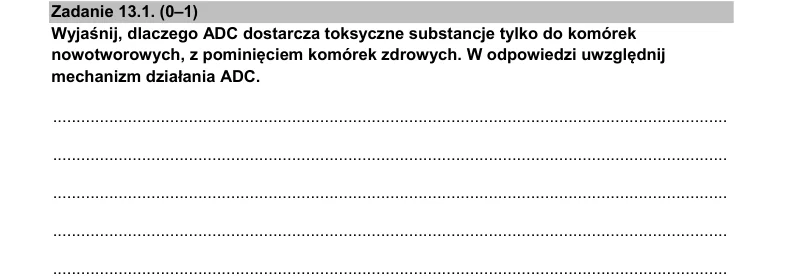 Zadanie 13.1. (0–1)
Wyjaśnij, dlaczego ADC dostarcza toksyczne substancje tylko do komórek
nowotworowych, z pominięciem komórek zdrowych. W odpowiedzi uwzględnij
mechanizm działania ADC.